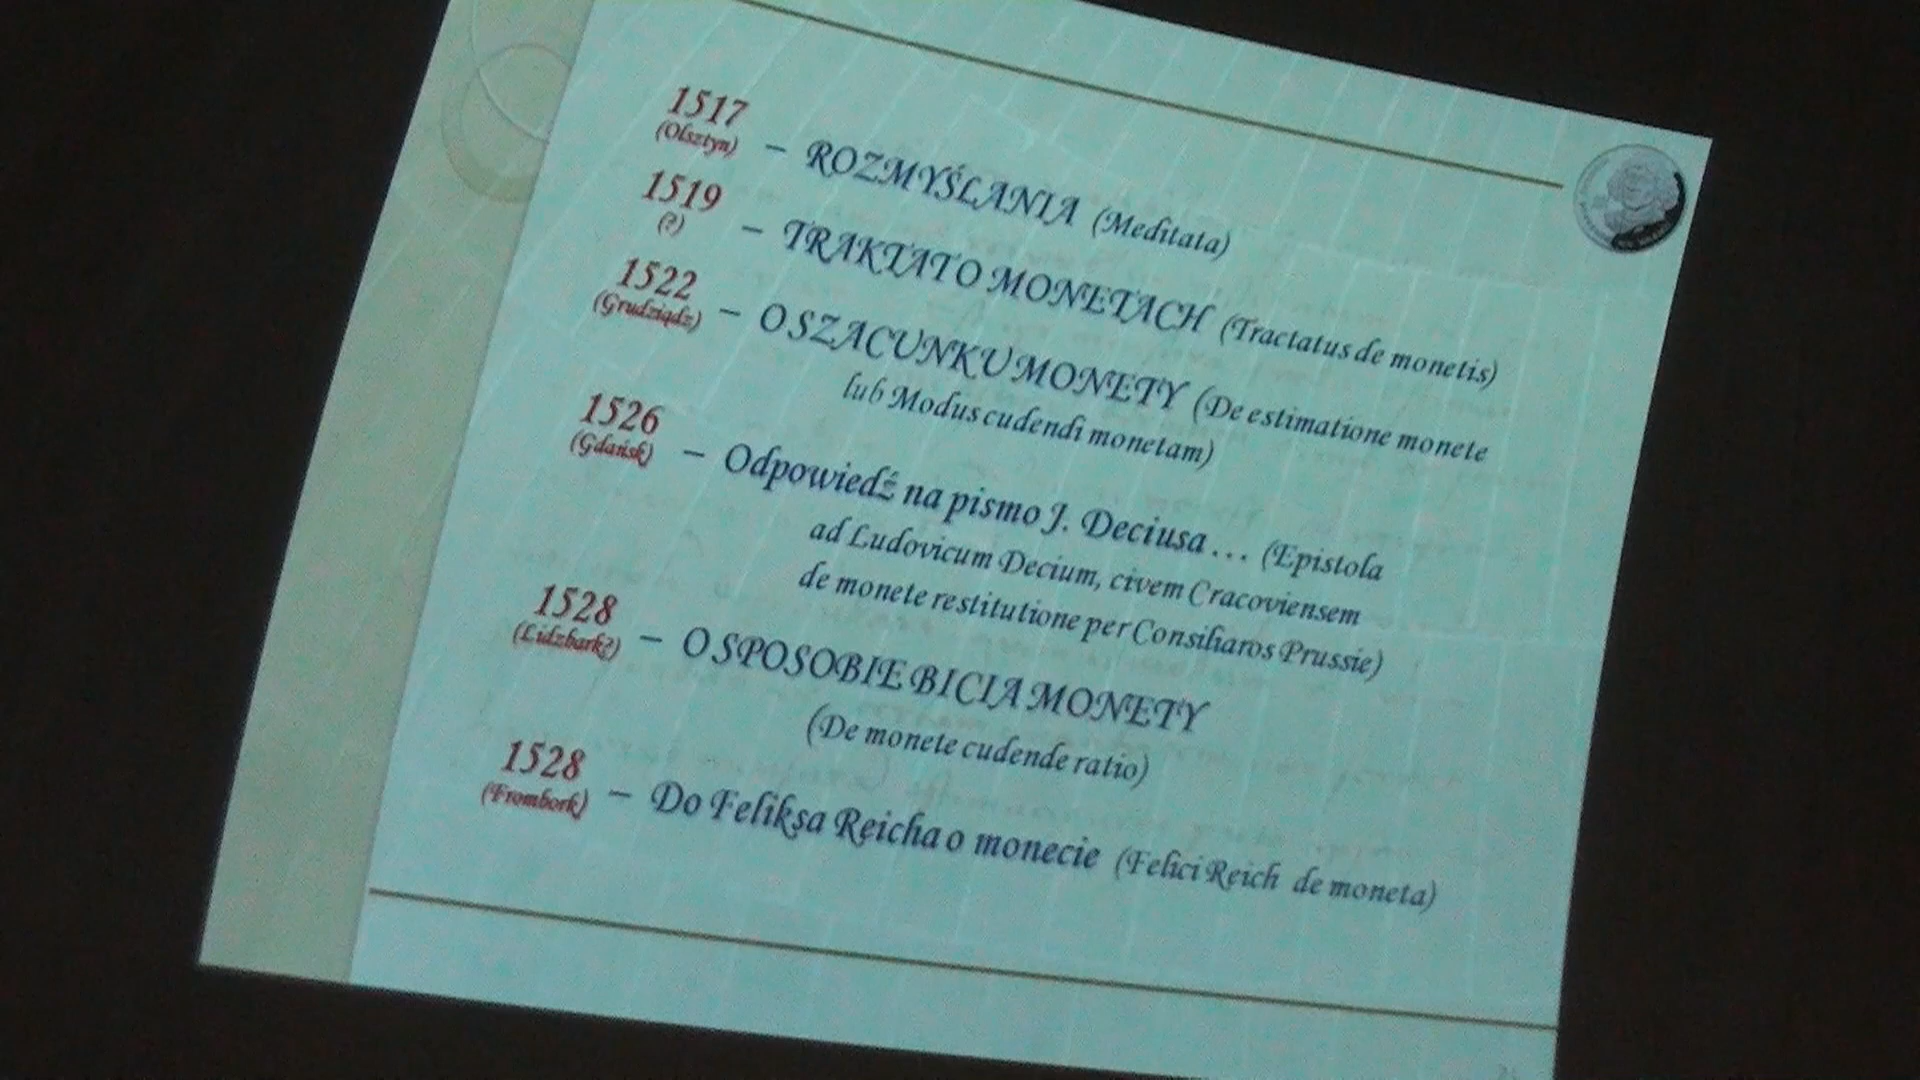 1517
(Olsztyn) – ROZMYŚLANIA (Meditata)
1519
(?) – TRAKTAT O MONETACH (Tractatus de monetis)
1522
(Grudziądz) – O SZACUNKU MONETY (De estimatione monete
lub Modus cudendi monetam)
1526
(Gdańsk) – Odpowiedź na pismo J. Deciusa... (Epistola
ad Ludovicum Decium, civem Cracoviensem
de monete restitutione per Consiliaros Prussie)
1528
(Lidzbark?) – O SPOSOBIE BICIA MONETY
(De monete cudende ratio)
1528
(Frombork) – Do Feliksa Reicha o monecie (Felici Reich de moneta)